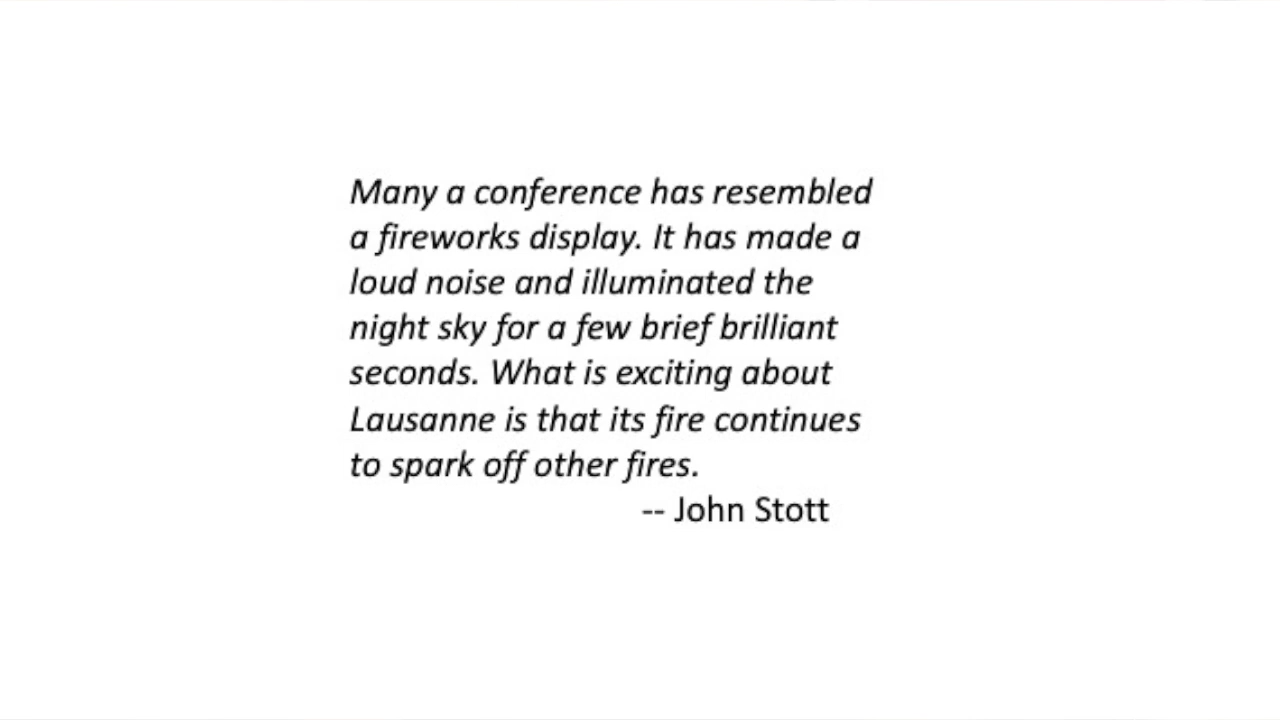 Many a conference has resembled
a fireworks display. It has made a
loud noise and illuminated the
night sky for a few brief brilliant
seconds. What is exciting about
Lausanne is that its fire continues
to spark off other fires.
-- John Stott